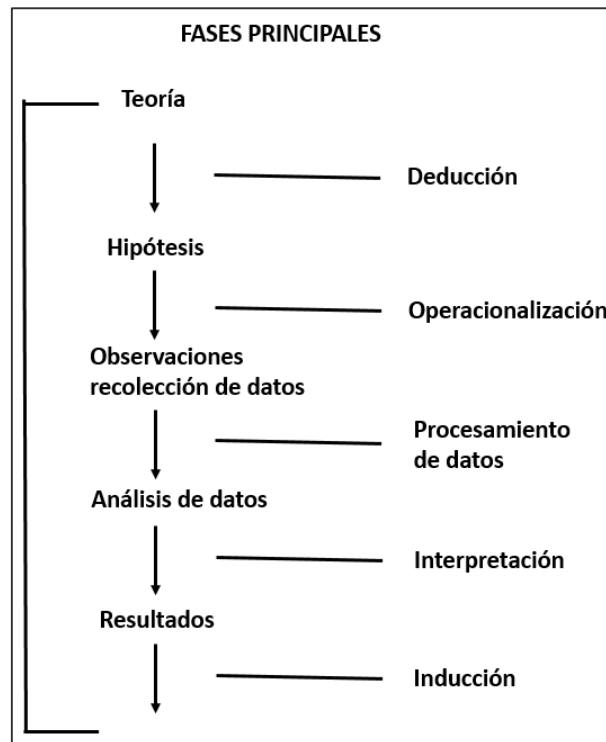 FASES PRINCIPALES
Teoría
Deducción
Hipótesis
Operacionalización
Observaciones
recolección de datos
Procesamiento
de datos
Análisis de datos
Interpretación
Resultados
Inducción